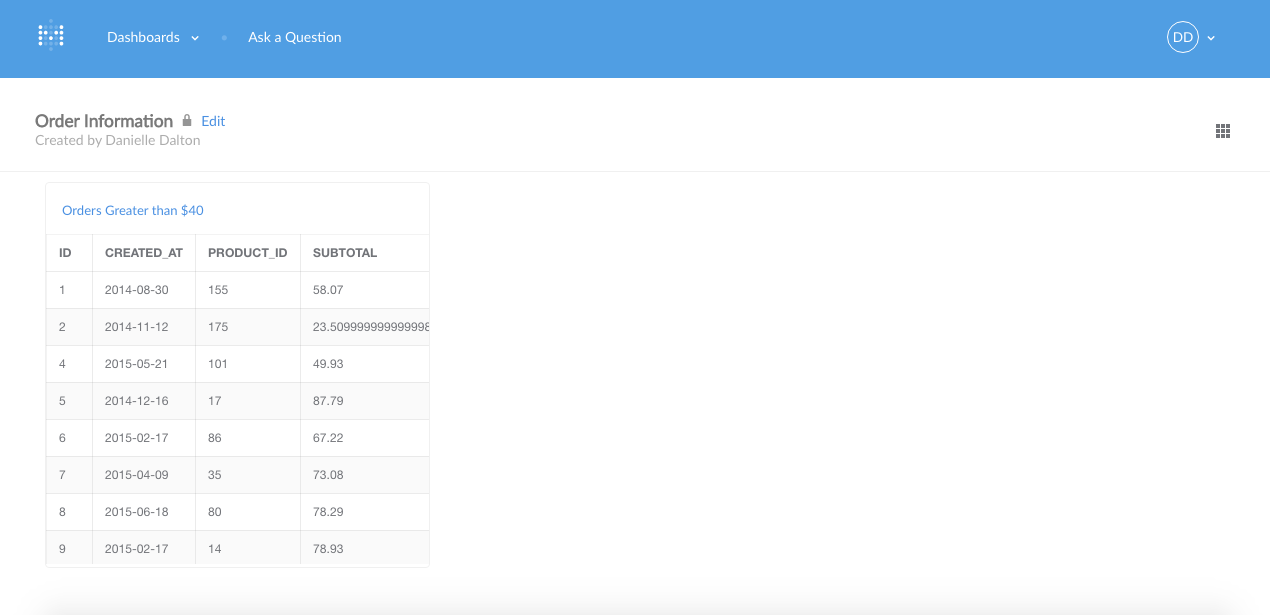 Dashboards Ask a Question DD
Order Information Edit
Created by Danielle Dalton
Orders Greater than $40
ID CREATED_AT PRODUCT_ID SUBTOTAL
1 2014-08-30 155 58.07
2 2014-11-12 175 23.509999999999998
4 2015-05-21 101 49.93
5 2014-12-16 17 87.79
6 2015-02-17 86 67.22
7 2015-04-09 35 73.08
8 2015-06-18 80 78.29
9 2015-02-17 14 78.93